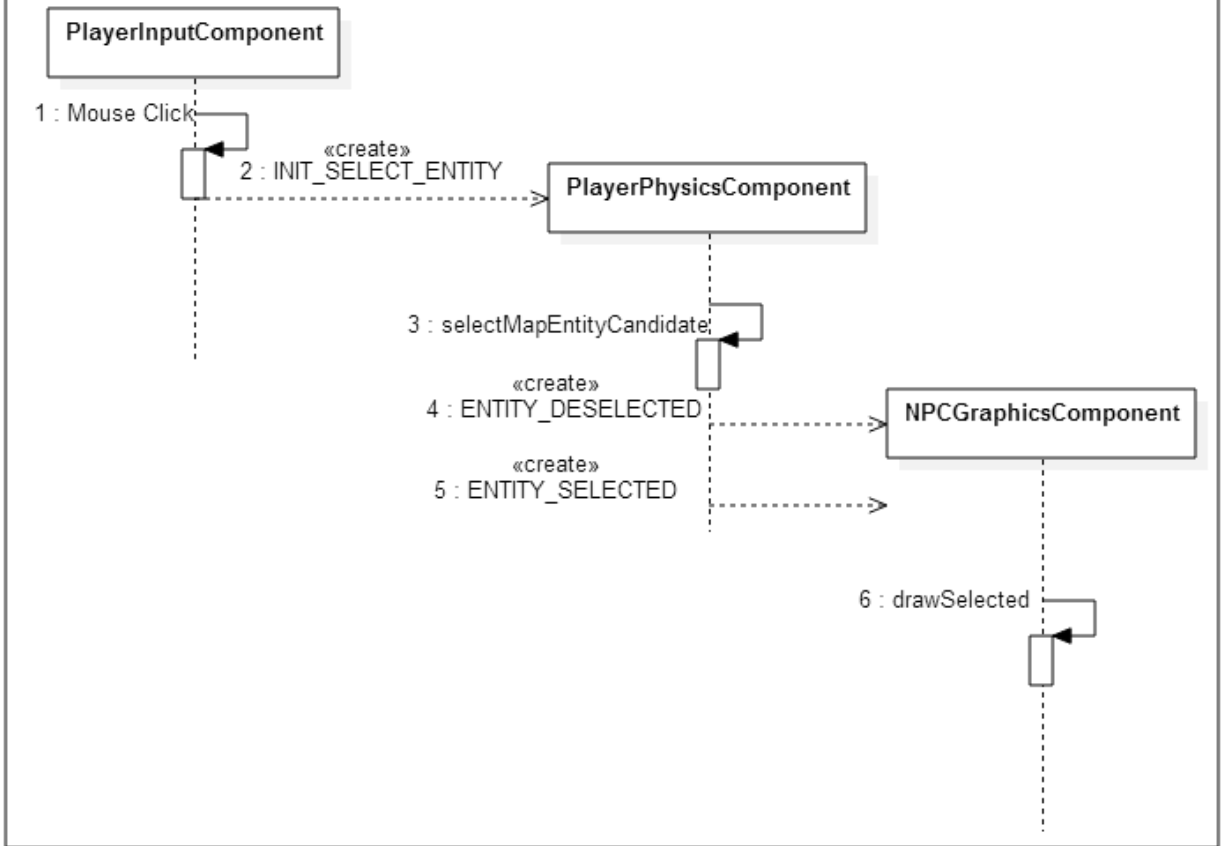 PlayerInputComponent
1 : Mouse Click
«create»
2 : INIT_SELECT_ENTITY
PlayerPhysicsComponent
3 : selectMapEntityCandidate
«create»
4 : ENTITY_DESELECTED
NPCGraphicsComponent
«create»
5 : ENTITY_SELECTED
6 : drawSelected